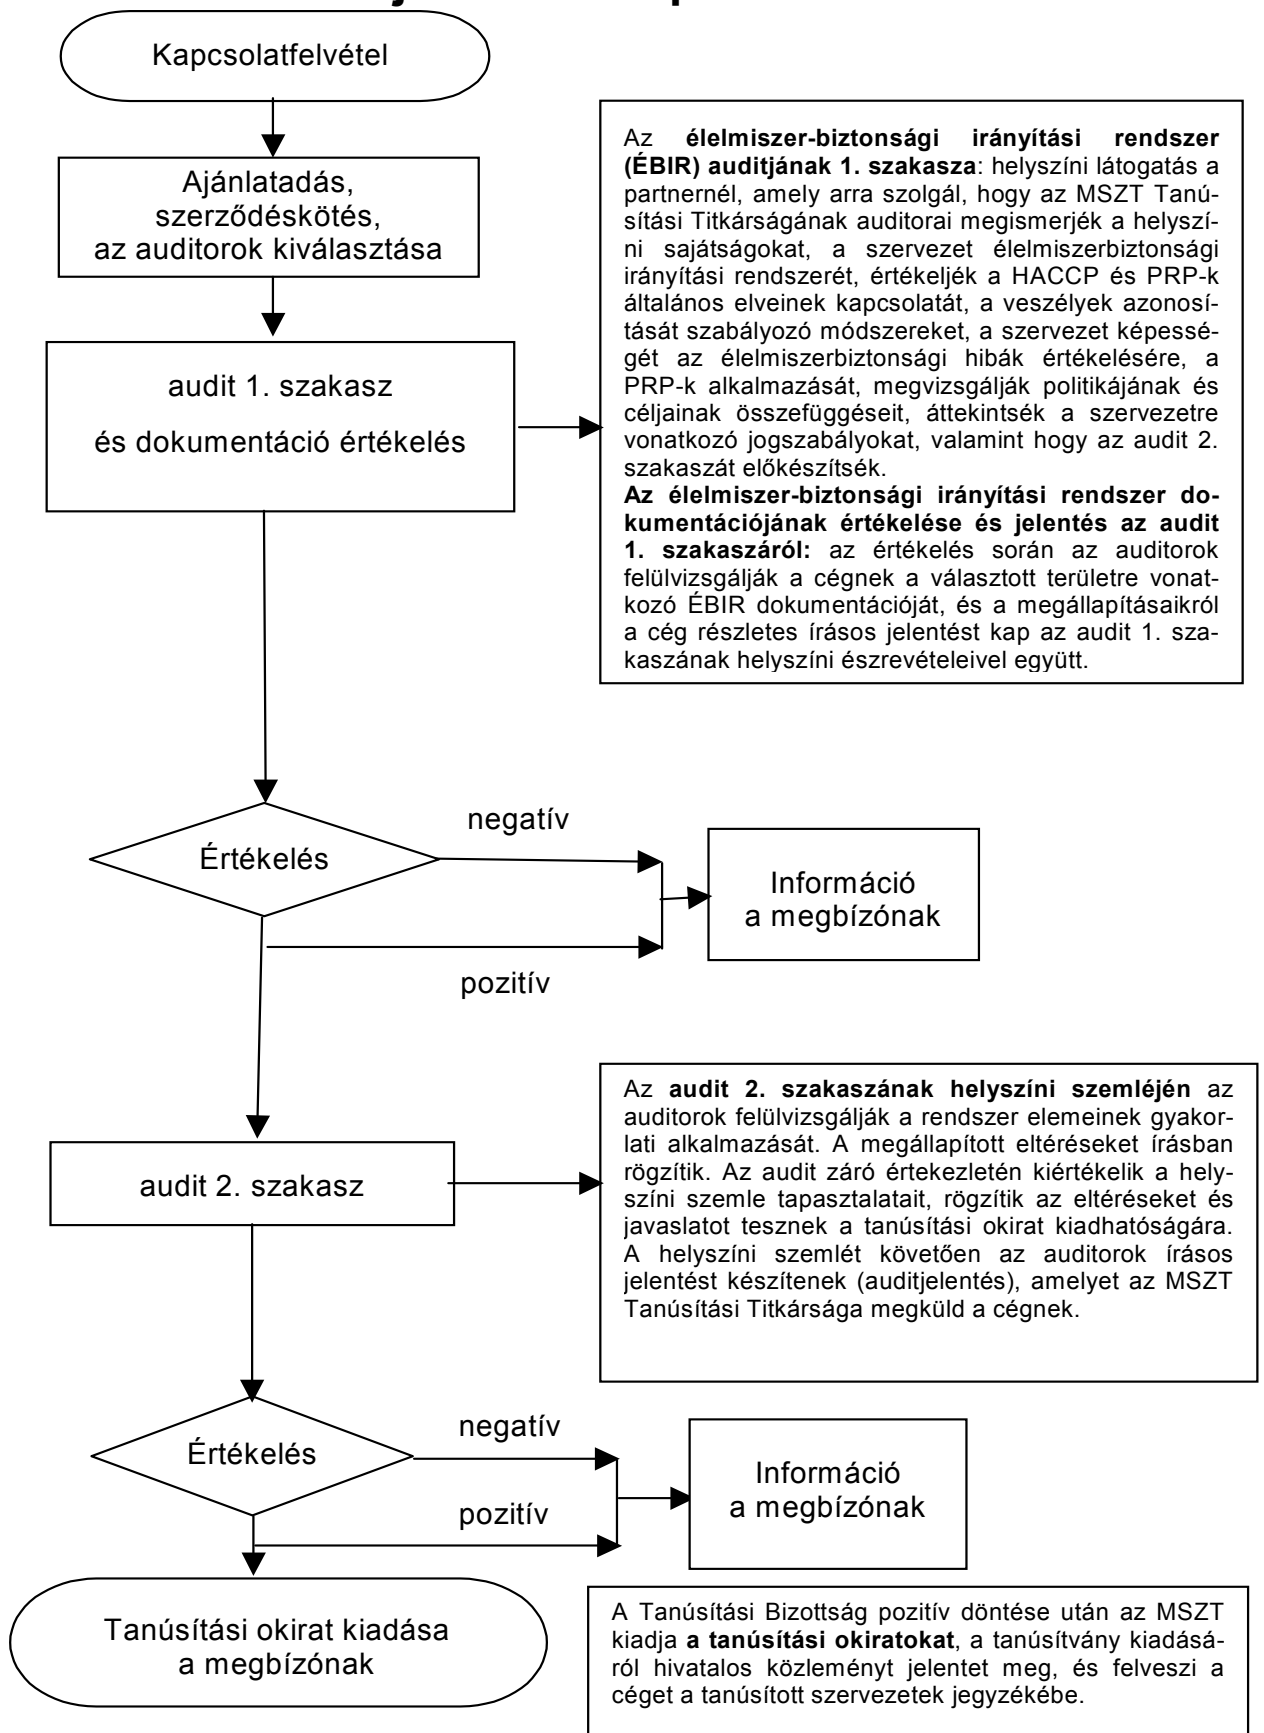 Kapcsolatfelvétel
Ajánlatadás,
szerződéskötés,
az auditorok kiválasztása
audit 1. szakasz
és dokumentáció értékelés
Az élelmiszer-biztonsági irányítási rendszer
(ÉBIR) auditjának 1. szakasza: helyszíni látogatás a
partnernél, amely arra szolgál, hogy az MSZT Tanú-
sítási Titkárságának auditorai megismerjék a helyszí-
ni sajátságokat, a szervezet élelmiszerbiztonsági
irányítási rendszerét, értékeljék a HACCP és PRP-k
általános elveinek kapcsolatát, a veszélyek azonosí-
tását szabályozó módszereket, a szervezet képessé-
gét az élelmiszerbiztonsági hibák értékelésére, a
PRP-k alkalmazását, megvizsgálják politikájának és
céljainak összefüggéseit, áttekintsék a szervezetre
vonatkozó jogszabályokat, valamint hogy az audit 2.
szakaszát előkészítsék.
Az élelmiszer-biztonsági irányítási rendszer do-
kumentációjának értékelése és jelentés az audit
1. szakaszáról: az értékelés során az auditorok
felülvizsgálják a cégnek a választott területre vonat-
kozó ÉBIR dokumentációját, és a megállapításaikról
a cég részletes írásos jelentést kap az audit 1. sza-
kaszának helyszíni észrevételeivel együtt.
Értékelés
negatív
pozitív
Információ
a megbízónak
audit 2. szakasz
Az audit 2. szakaszának helyszíni szemléjén az
auditorok felülvizsgálják a rendszer elemeinek gyakor-
lati alkalmazását. A megállapított eltéréseket írásban
rögzítik. Az audit záró értekezletén kiértékelik a hely-
színi szemle tapasztalatait, rögzítik az eltéréseket és
javaslatot tesznek a tanúsítási okirat kiadhatóságára.
A helyszíni szemlét követően az auditorok írásos
jelentést készítenek (auditjelentés), amelyet az MSZT
Tanúsítási Titkársága megküld a cégnek.
Értékelés
negatív
pozitív
Információ
a megbízónak
Tanúsítási okirat kiadása
a megbízónak
A Tanúsítási Bizottság pozitív döntése után az MSZT
kiadja a tanúsítási okiratokat, a tanúsítvány kiadásá-
ról hivatalos közleményt jelentet meg, és felveszi a
céget a tanúsított szervezetek jegyzékébe.